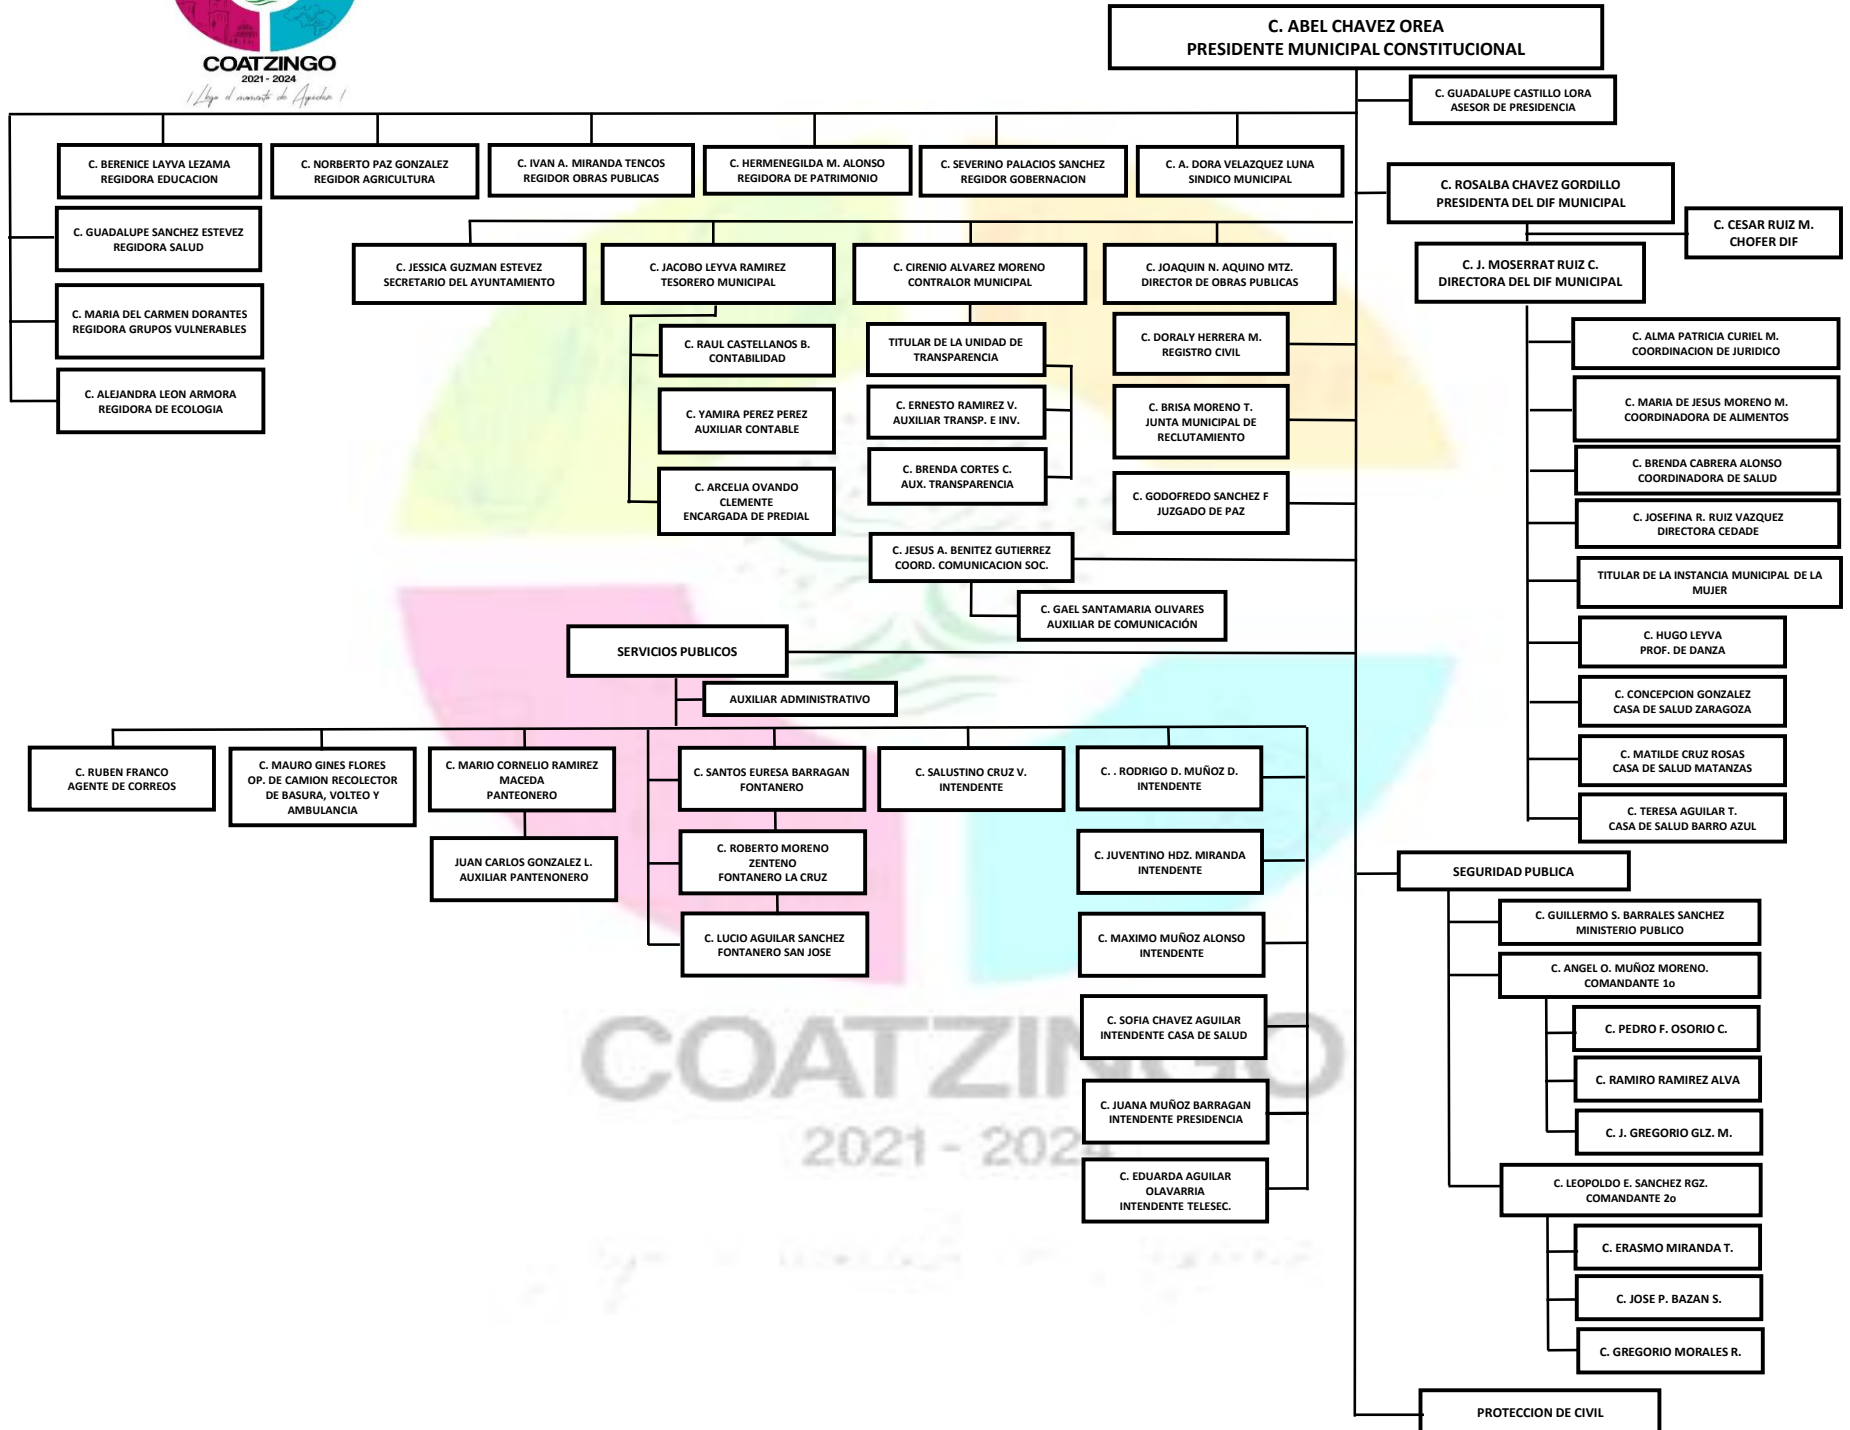 COATZINGO
2021 - 2024
¡ Llego el momento de Aprender !
C. ABEL CHAVEZ OREA
PRESIDENTE MUNICIPAL CONSTITUCIONAL
C. GUADALUPE CASTILLO LORA
ASESOR DE PRESIDENCIA
C. BERENICE LAYVA LEZAMA
REGIDORA EDUCACION
C. NORBERTO PAZ GONZALEZ
REGIDOR AGRICULTURA
C. IVAN A. MIRANDA TENCOS
REGIDOR OBRAS PUBLICAS
C. HERMENEGILDA M. ALONSO
REGIDORA DE PATRIMONIO
C. SEVERINO PALACIOS SANCHEZ
REGIDOR GOBERNACION
C. A. DORA VELAZQUEZ LUNA
SINDICO MUNICIPAL
C. GUADALUPE SANCHEZ ESTEVEZ
REGIDORA SALUD
C. MARIA DEL CARMEN DORANTES
REGIDORA GRUPOS VULNERABLES
C. ALEJANDRA LEON ARMORA
REGIDORA DE ECOLOGIA
C. ROSALBA CHAVEZ GORDILLO
PRESIDENTA DEL DIF MUNICIPAL
C. CESAR RUIZ M.
CHOFER DIF
C. J. MOSERRAT RUIZ C.
DIRECTORA DEL DIF MUNICIPAL
C. JESSICA GUZMAN ESTEVEZ
SECRETARIO DEL AYUNTAMIENTO
C. JACOBO LEYVA RAMIREZ
TESORERO MUNICIPAL
C. CIRENIO ALVAREZ MORENO
CONTRALOR MUNICIPAL
C. JOAQUIN N. AQUINO MTZ.
DIRECTOR DE OBRAS PUBLICAS
C. RAUL CASTELLANOS B.
CONTABILIDAD
C. YAMIRA PEREZ PEREZ
AUXILIAR CONTABLE
C. ARCELIA OVANDO
CLEMENTE
ENCARGADA DE PREDIAL
TITULAR DE LA UNIDAD DE
TRANSPARENCIA
C. ERNESTO RAMIREZ V.
AUXILIAR TRANSP. E INV.
C. BRENDA CORTES C.
AUX. TRANSPARENCIA
C. DORALY HERRERA M.
REGISTRO CIVIL
C. BRISA MORENO T.
JUNTA MUNICIPAL DE
RECLUTAMIENTO
C. GODOFREDO SANCHEZ F
JUZGADO DE PAZ
C. JESUS A. BENITEZ GUTIERREZ
COORD. COMUNICACION SOC.
C. GAEL SANTAMARIA OLIVARES
AUXILIAR DE COMUNICACIÓN
C. ALMA PATRICIA CURIEL M.
COORDINACION DE JURIDICO
C. MARIA DE JESUS MORENO M.
COORDINADORA DE ALIMENTOS
C. BRENDA CABRERA ALONSO
COORDINADORA DE SALUD
C. JOSEFINA R. RUIZ VAZQUEZ
DIRECTORA CEDADE
TITULAR DE LA INSTANCIA MUNICIPAL DE LA
MUJER
C. HUGO LEYVA
PROF. DE DANZA
C. CONCEPCION GONZALEZ
CASA DE SALUD ZARAGOZA
C. MATILDE CRUZ ROSAS
CASA DE SALUD MATANZAS
C. TERESA AGUILAR T.
CASA DE SALUD BARRO AZUL
SERVICIOS PUBLICOS
AUXILIAR ADMINISTRATIVO
C. RUBEN FRANCO
AGENTE DE CORREOS
C. MAURO GINES FLORES
OP. DE CAMION RECOLECTOR
DE BASURA, VOLTEO Y
AMBULANCIA
C. MARIO CORNELIO RAMIREZ
MACEDA
PANTEONERO
JUAN CARLOS GONZALEZ L.
AUXILIAR PANTENONERO
C. SANTOS EURESA BARRAGAN
FONTANERO
C. ROBERTO MORENO
ZENTENO
FONTANERO LA CRUZ
C. LUCIO AGUILAR SANCHEZ
FONTANERO SAN JOSE
C. SALUSTINO CRUZ V.
INTENDENTE
C. . RODRIGO D. MUÑOZ D.
INTENDENTE
C. JUVENTINO HDZ. MIRANDA
INTENDENTE
C. MAXIMO MUÑOZ ALONSO
INTENDENTE
C. SOFIA CHAVEZ AGUILAR
INTENDENTE CASA DE SALUD
C. JUANA MUÑOZ BARRAGAN
INTENDENTE PRESIDENCIA
C. EDUARDA AGUILAR
OLAVARRIA
INTENDENTE TELESEC.
SEGURIDAD PUBLICA
C. GUILLERMO S. BARRALES SANCHEZ
MINISTERIO PUBLICO
C. ANGEL O. MUÑOZ MORENO.
COMANDANTE 1o
C. PEDRO F. OSORIO C.
C. RAMIRO RAMIREZ ALVA
C. J. GREGORIO GLZ. M.
C. LEOPOLDO E. SANCHEZ RGZ.
COMANDANTE 2o
C. ERASMO MIRANDA T.
C. JOSE P. BAZAN S.
C. GREGORIO MORALES R.
PROTECCION DE CIVIL
COATZINGO
2021 - 2024